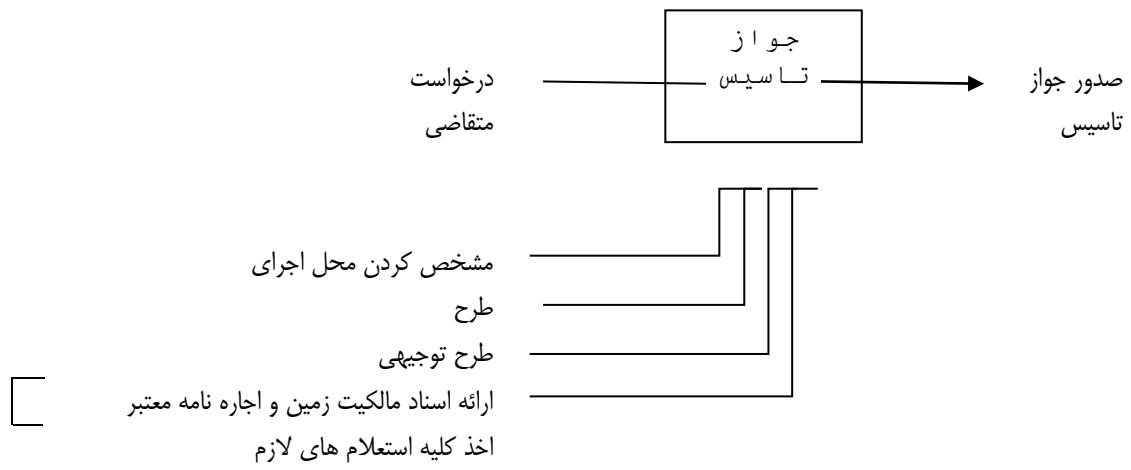 جواز
تاسیس
درخواست
متقاضی
صدور جواز
تاسیس
مشخص کردن محل اجرای
طرح
طرح توجیهی
ارائه اسناد مالکیت زمین و اجاره نامه معتبر
اخذ کلیه استعلام های لازم